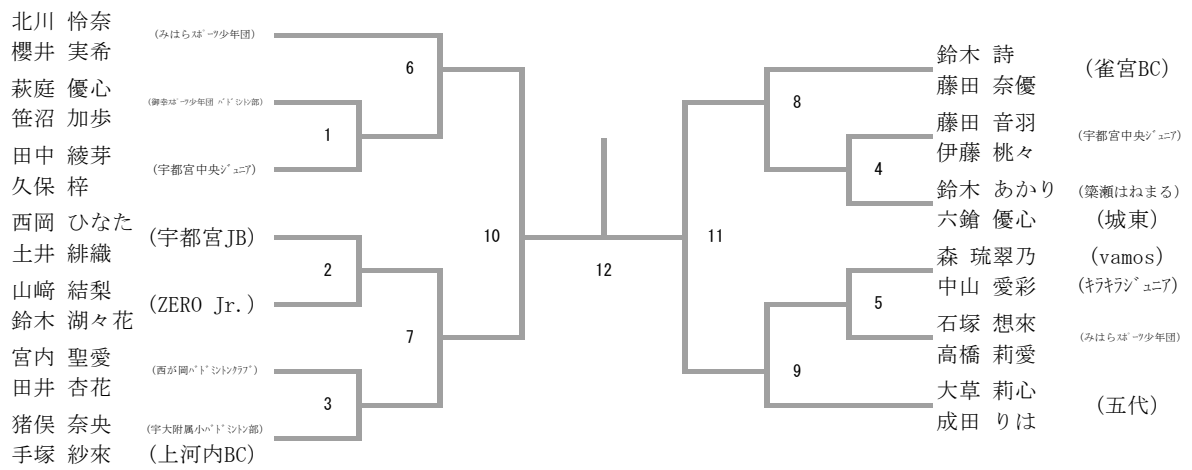 北川 怜奈
(みはらｽﾎﾟｰﾂ少年団)
櫻井 実希
萩庭 優心
(御幸ｽﾎﾟｰﾂ少年団 ﾊﾞﾄﾞﾐﾝﾄﾝ部)
笹沼 加歩
田中 綾芽
(宇都宮中央ｼﾞｭﾆｱ)
久保 梓
西岡 ひなた
(宇都宮JB)
土井 緋織
山﨑 結梨
(ZERO Jr.)
鈴木 湖々花
宮内 聖愛
(西が岡ﾊﾞﾄﾞﾐﾝﾄﾝｸﾗﾌﾞ)
田井 杏花
猪俣 奈央
(宇大附属小ﾊﾞﾄﾞﾐﾝﾄﾝ部)
手塚 紗來 (上河内BC)
6
1
2
7
3
10
12
11
8
4
5
9
鈴木 詩
(雀宮BC)
藤田 奈優
藤田 音羽
(宇都宮中央ｼﾞｭﾆｱ)
伊藤 桃々
鈴木 あかり (簗瀬はねまる)
六鎗 優心 (城東)
森 琉翠乃 (vamos)
中山 愛彩 (ｷﾗｷﾗｼﾞｭﾆｱ)
石塚 想來
(みはらｽﾎﾟｰﾂ少年団)
高橋 莉愛
大草 莉心
(五代)
成田 りは